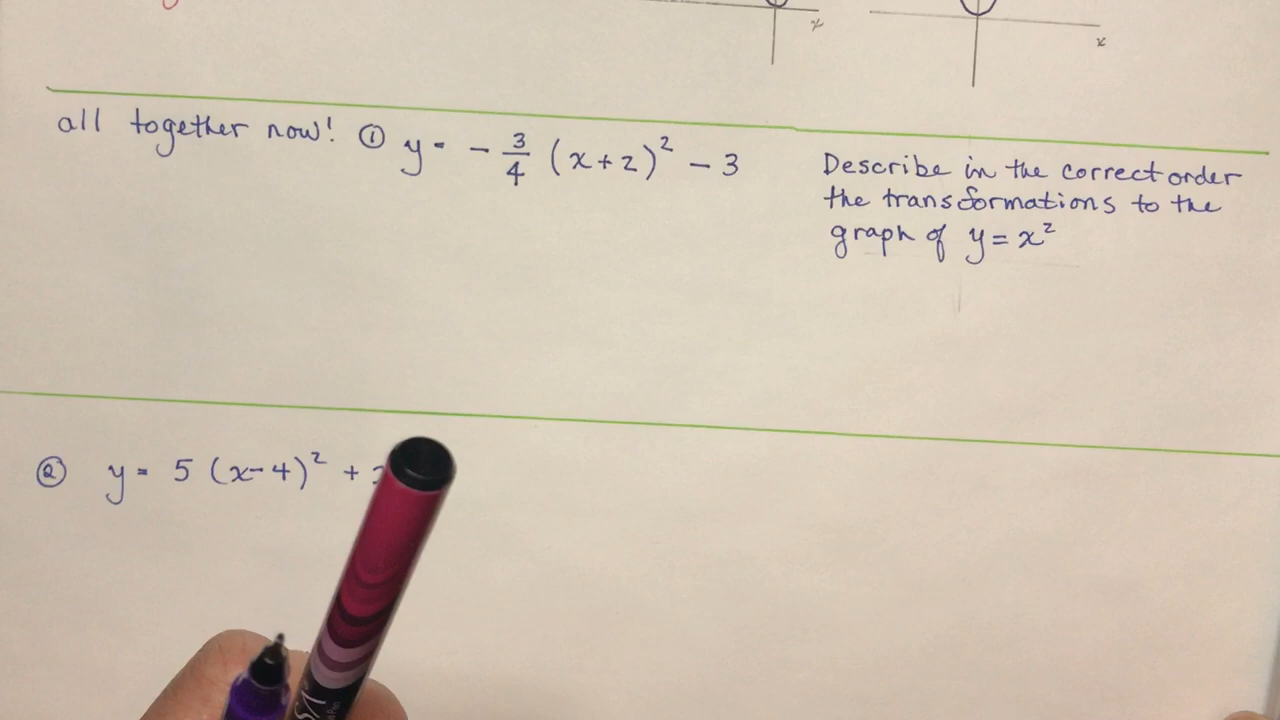 x
x
all together now! ① y = - 3/4 (x+2)² - 3
Describe in the correct order
the transformations to the
graph of y = x²
② y = 5 (x-4)² +